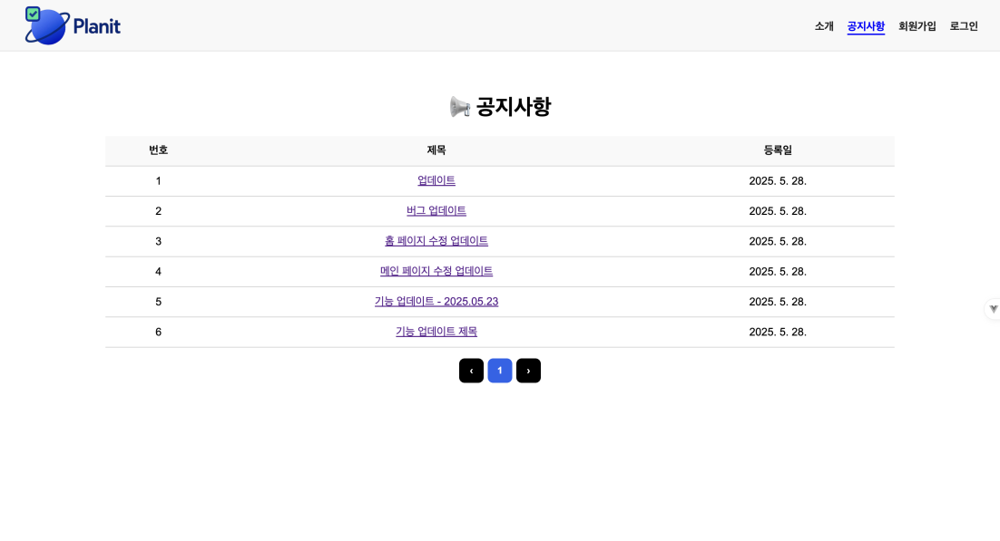 Planit
소개 공지사항 회원가입 로그인
📢 공지사항
번호 제목 등록일
1 업데이트 2025. 5. 28.
2 버그 업데이트 2025. 5. 28.
3 홈 페이지 수정 업데이트 2025. 5. 28.
4 메인 페이지 수정 업데이트 2025. 5. 28.
5 기능 업데이트 - 2025.05.23 2025. 5. 28.
6 기능 업데이트 제목 2025. 5. 28.
‹ 1 ›